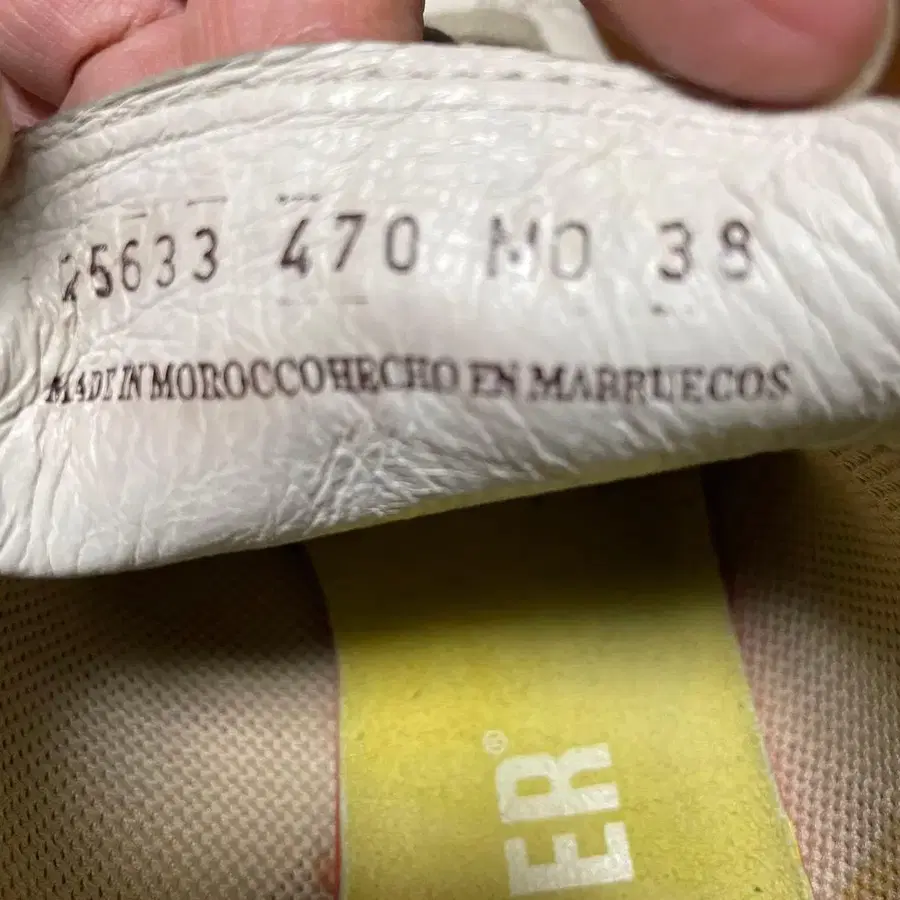 25633 470 MO 38
MADE IN MOROCCO HECHO EN MARRUECOS
ER®